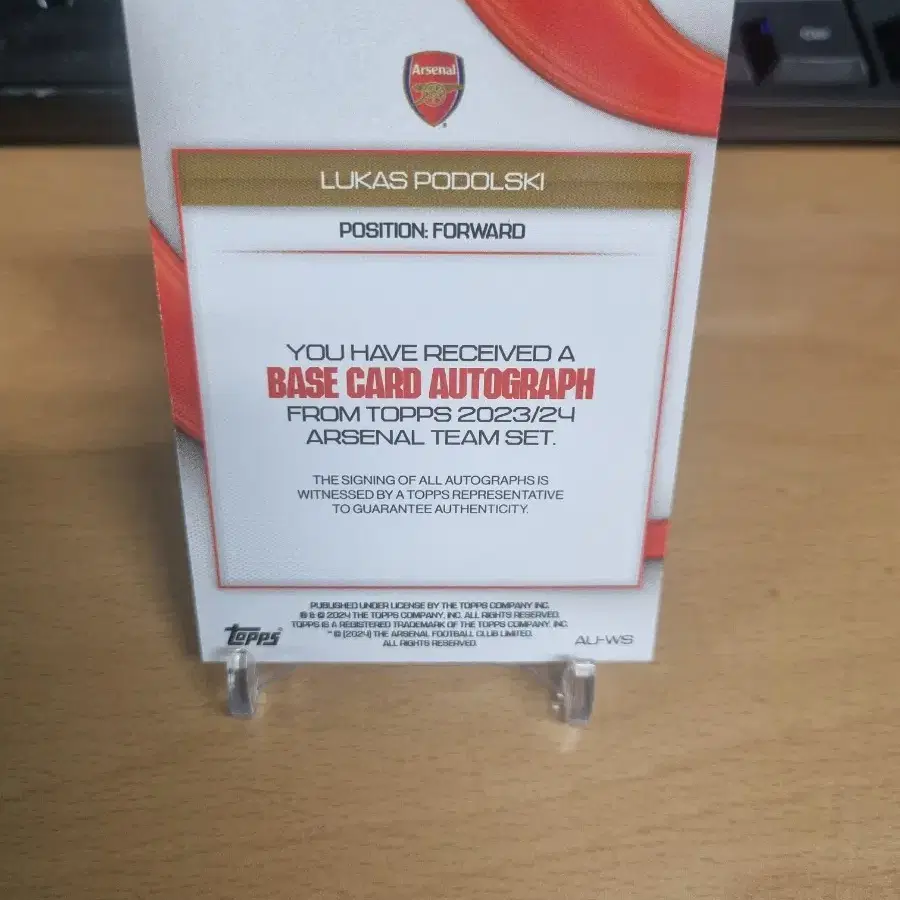 Arsenal
LUKAS PODOLSKI
POSITION: FORWARD
YOU HAVE RECEIVED A
BASE CARD AUTOGRAPH
FROM TOPPS 2023/24
ARSENAL TEAM SET.
THE SIGNING OF ALL AUTOGRAPHS IS
WITNESSED BY A TOPPS REPRESENTATIVE
TO GUARANTEE AUTHENTICITY.
PUBLISHED UNDER LICENSE BY THE TOPPS COMPANY INC.
® & © 2024 THE TOPPS COMPANY, INC. ALL RIGHTS RESERVED.
TOPPS IS A REGISTERED TRADEMARK OF THE TOPPS COMPANY, INC.
™ © [2024] THE ARSENAL FOOTBALL CLUB LIMITED.
ALL RIGHTS RESERVED.
topps
AU-WS